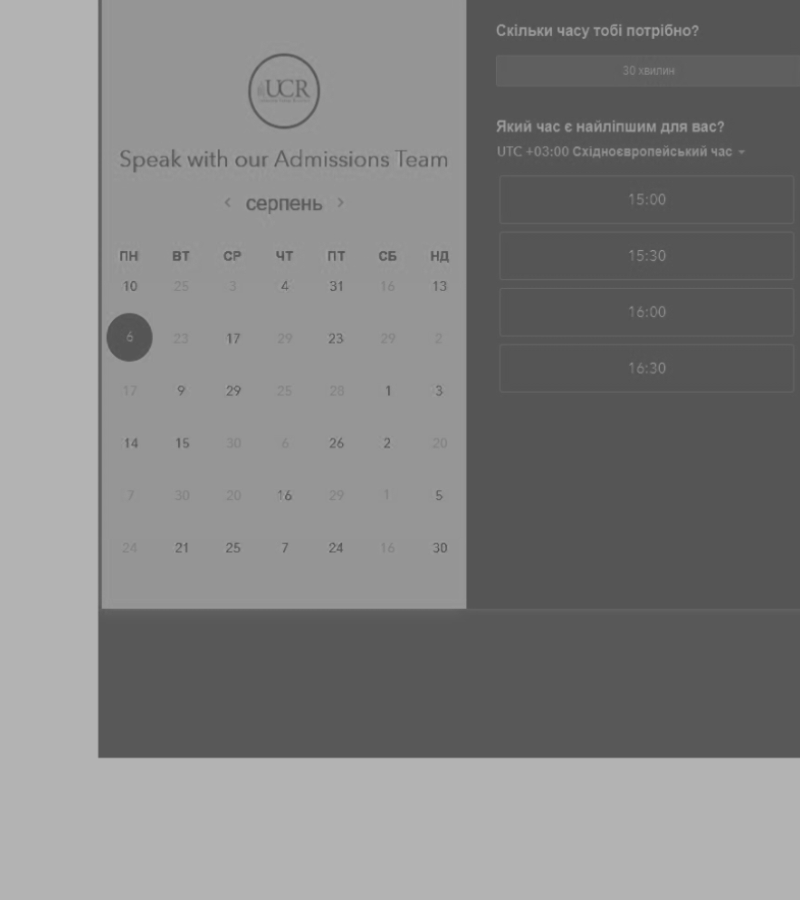 UCR
Speak with our Admissions Team
серпень
ПН ВТ СР ЧТ ПТ СБ НД
10 25 3 4 31 16 13
6 23 17 29 23 29 2
17 9 29 25 28 1 3
14 15 30 6 26 2 20
7 30 20 16 29 1 5
24 21 25 7 24 16 30
Скільки часу тобі потрібно?
30 хвилин
Який час є найліпшим для вас?
UTC +03:00 Східноєвропейський час
15:00
15:30
16:00
16:30